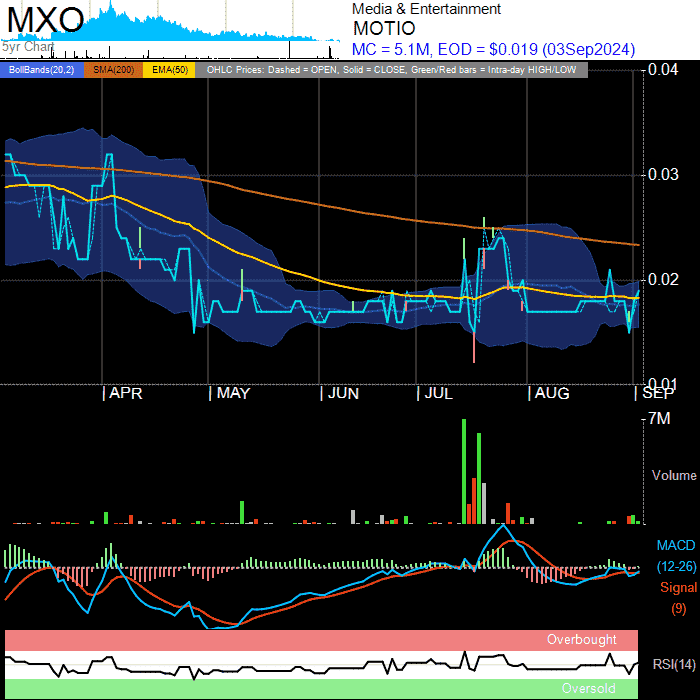 MXO
Media & Entertainment
MOTIO
5yr Chart
MC = 5.1M, EOD = $0.019 (03Sep2024)
BollBands(20,2) SMA(200) EMA(50) OHLC Prices: Dashed = OPEN, Solid = CLOSE, Green/Red bars = Intra-day HIGH/LOW
0.04
0.03
0.02
0.01
APR MAY JUN JUL AUG SEP
7M
Volume
MACD
(12-26)
Signal
(9)
Overbought
RSI(14)
Oversold